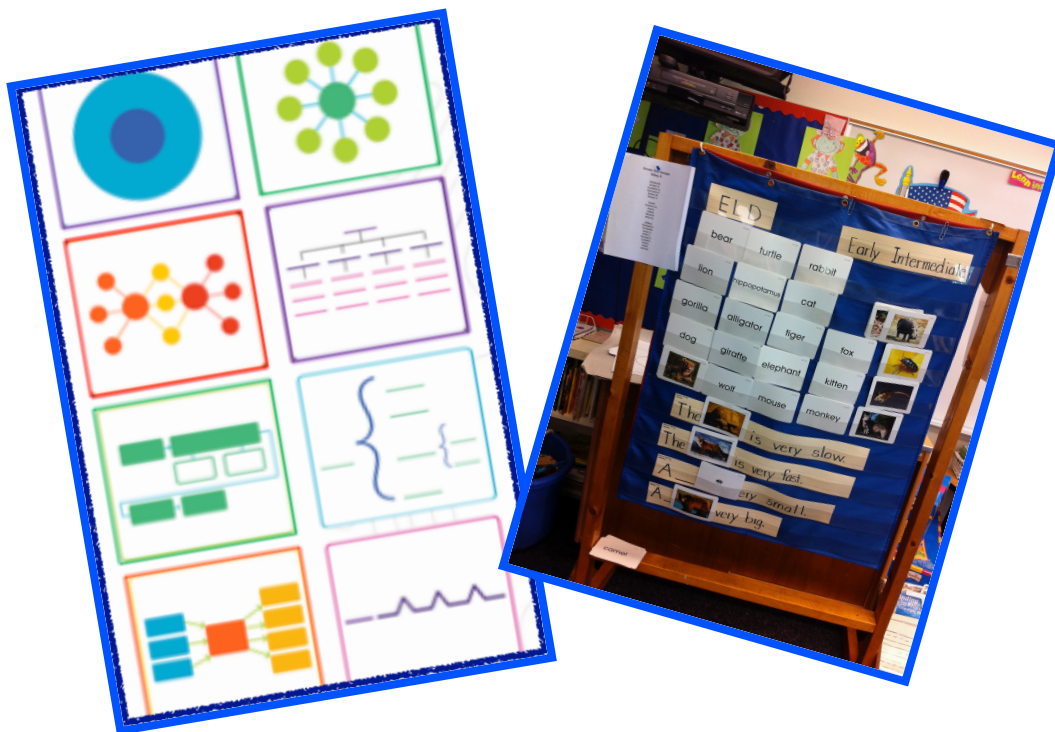 ELD
Early Intermediate
bear turtle rabbit
lion hippopotamus cat
gorilla alligator tiger fox
dog giraffe elephant kitten
wolf mouse monkey
The is very slow.
The is very fast.
A ery small.
A very big.
camel